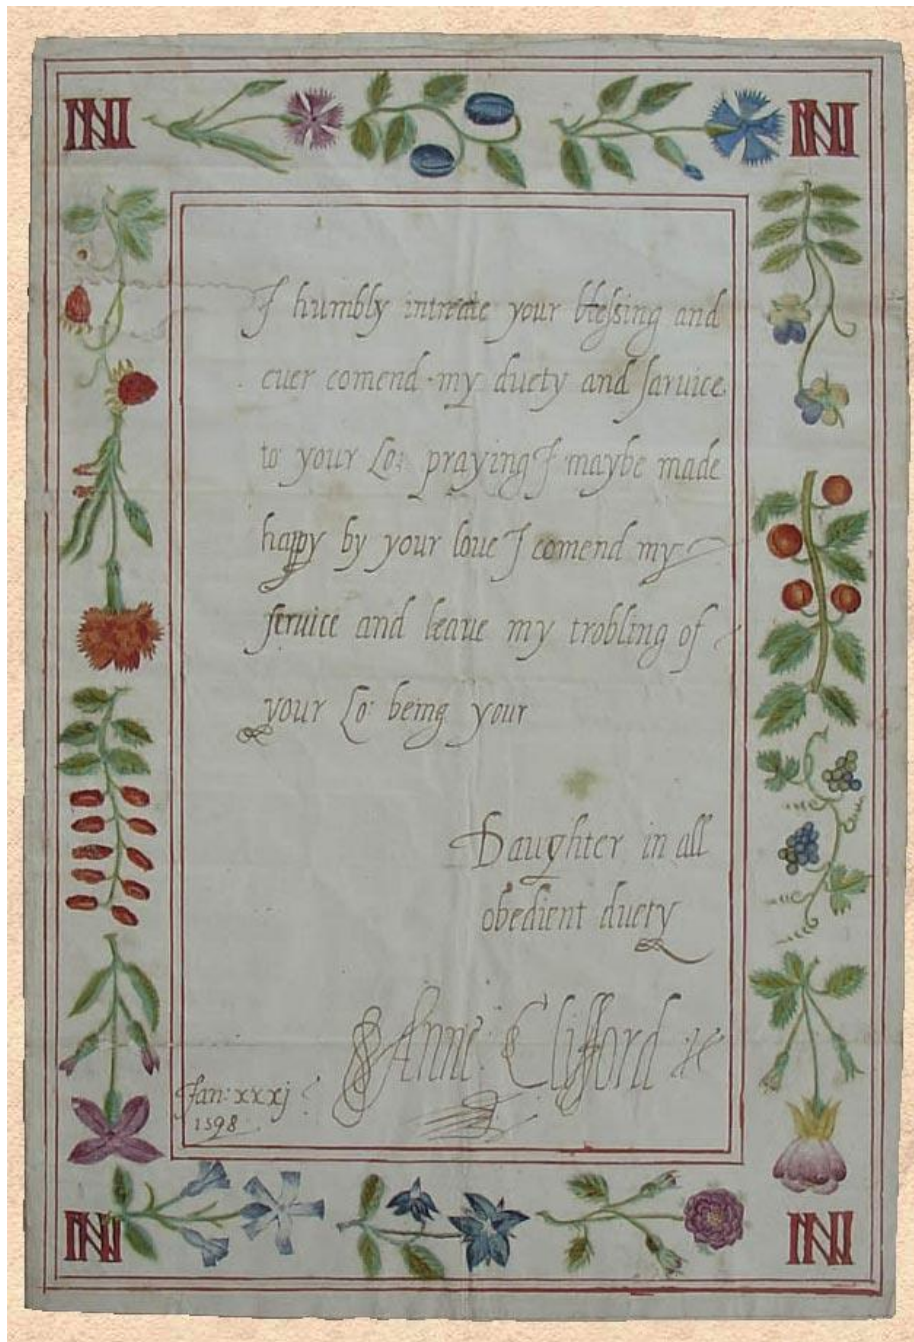 I humbly intreate your blessing and
euer comend my duety and saruice
to your Lo: praying I maybe made
happy by your loue I comend my
seruice and leaue my trobling of
your Lo: being your
Daughter in all
obedient duety
Anne Clifford
Jan: xxxj
1598